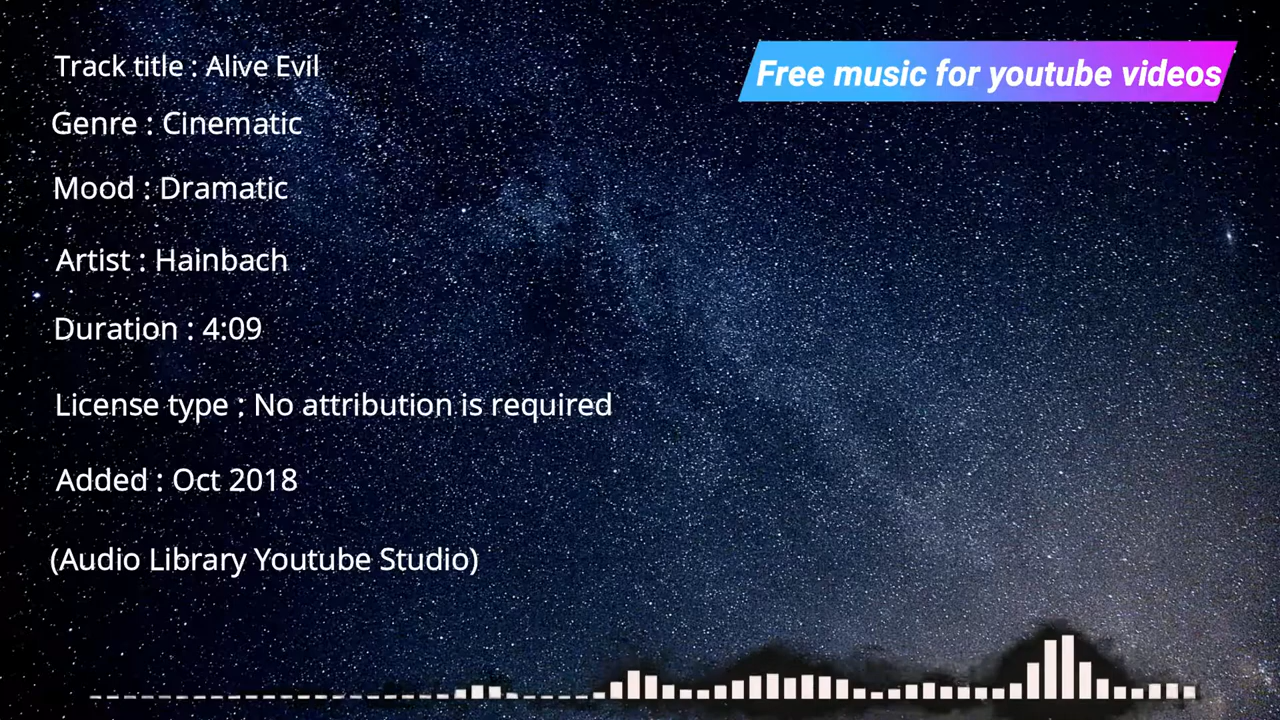 Track title : Alive Evil
Free music for youtube videos
Genre : Cinematic
Mood : Dramatic
Artist : Hainbach
Duration : 4:09
License type : No attribution is required
Added : Oct 2018
(Audio Library Youtube Studio)